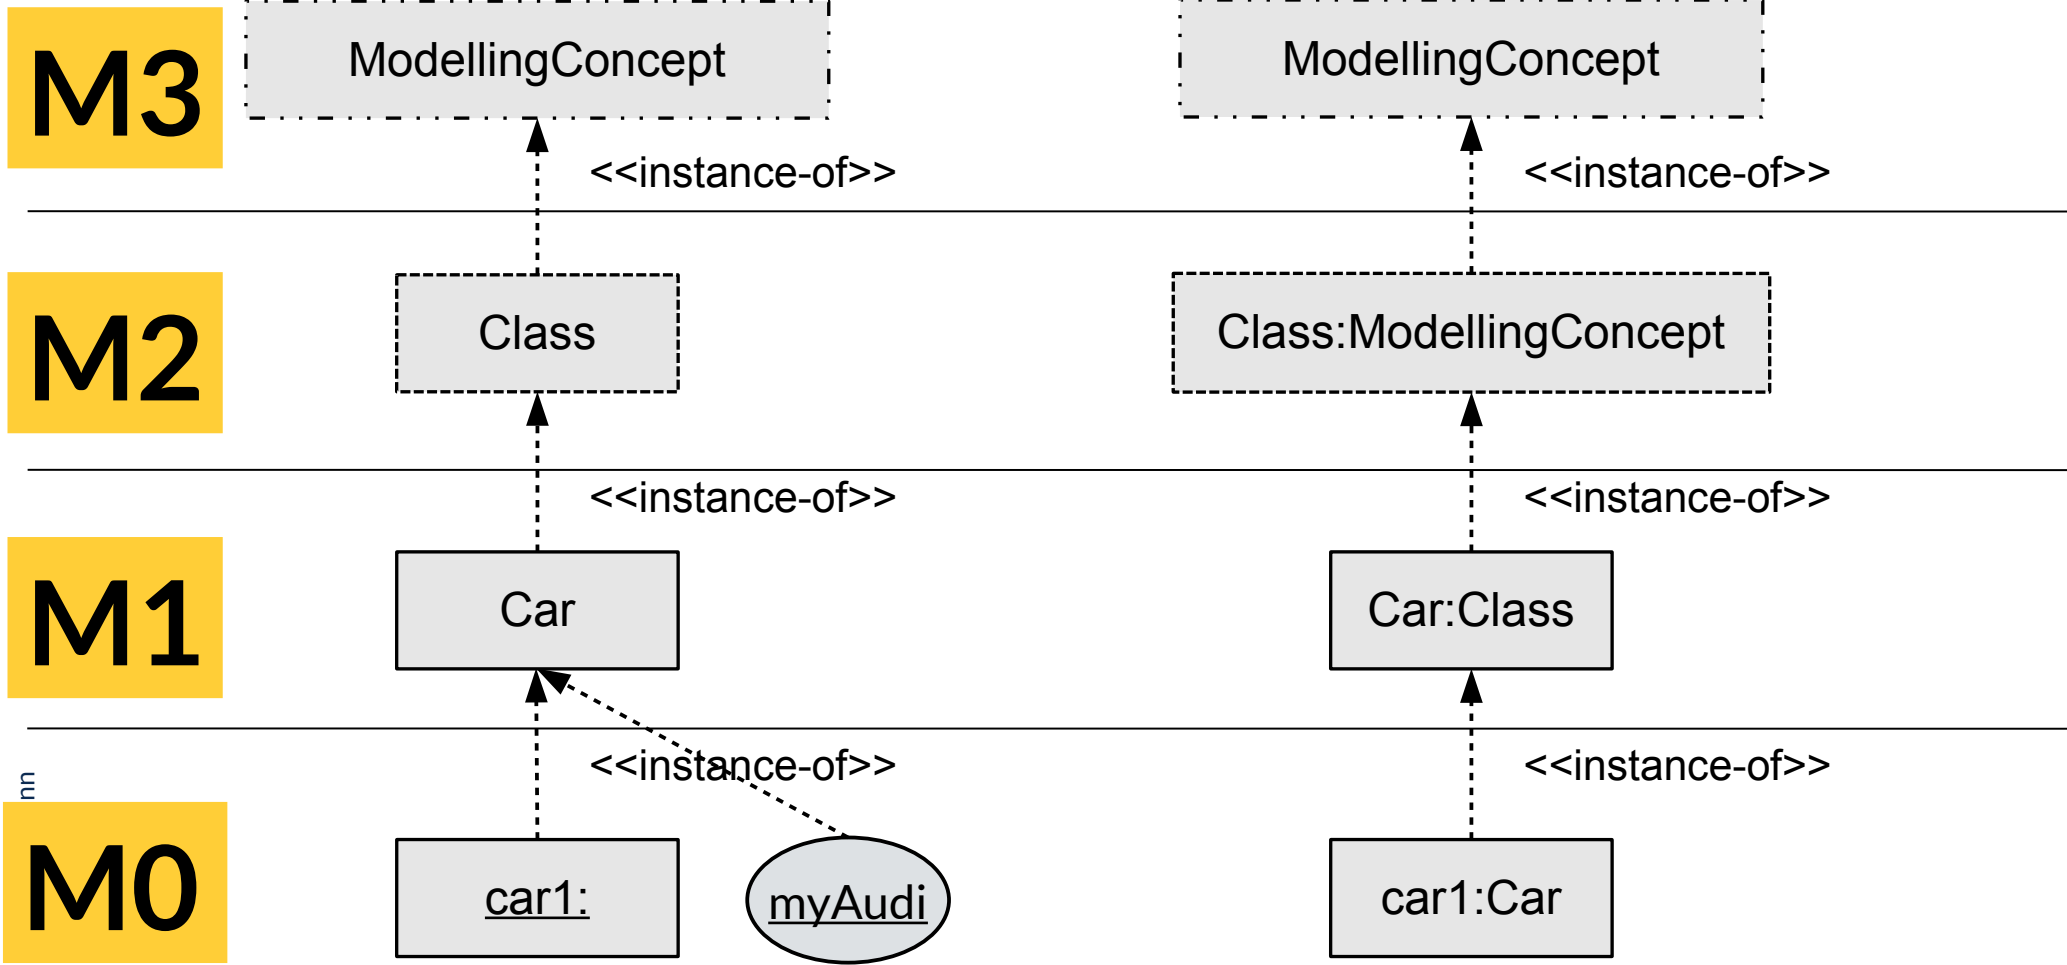 M3
ModellingConcept
ModellingConcept
<<instance-of>>
<<instance-of>>
M2
Class
Class:ModellingConcept
<<instance-of>>
<<instance-of>>
M1
Car
Car:Class
<<instance-of>>
<<instance-of>>
nn
M0
car1:
myAudi
car1:Car